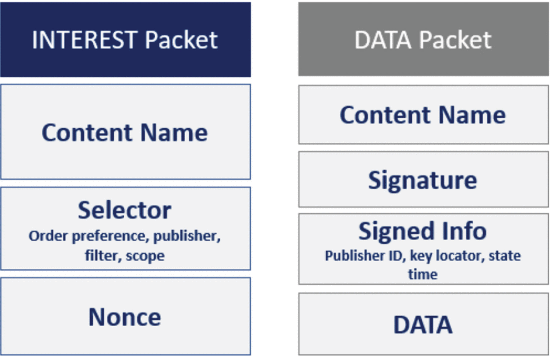 INTEREST Packet
Content Name
Selector
Order preference, publisher,
filter, scope
Nonce
DATA Packet
Content Name
Signature
Signed Info
Publisher ID, key locator, state
time
DATA